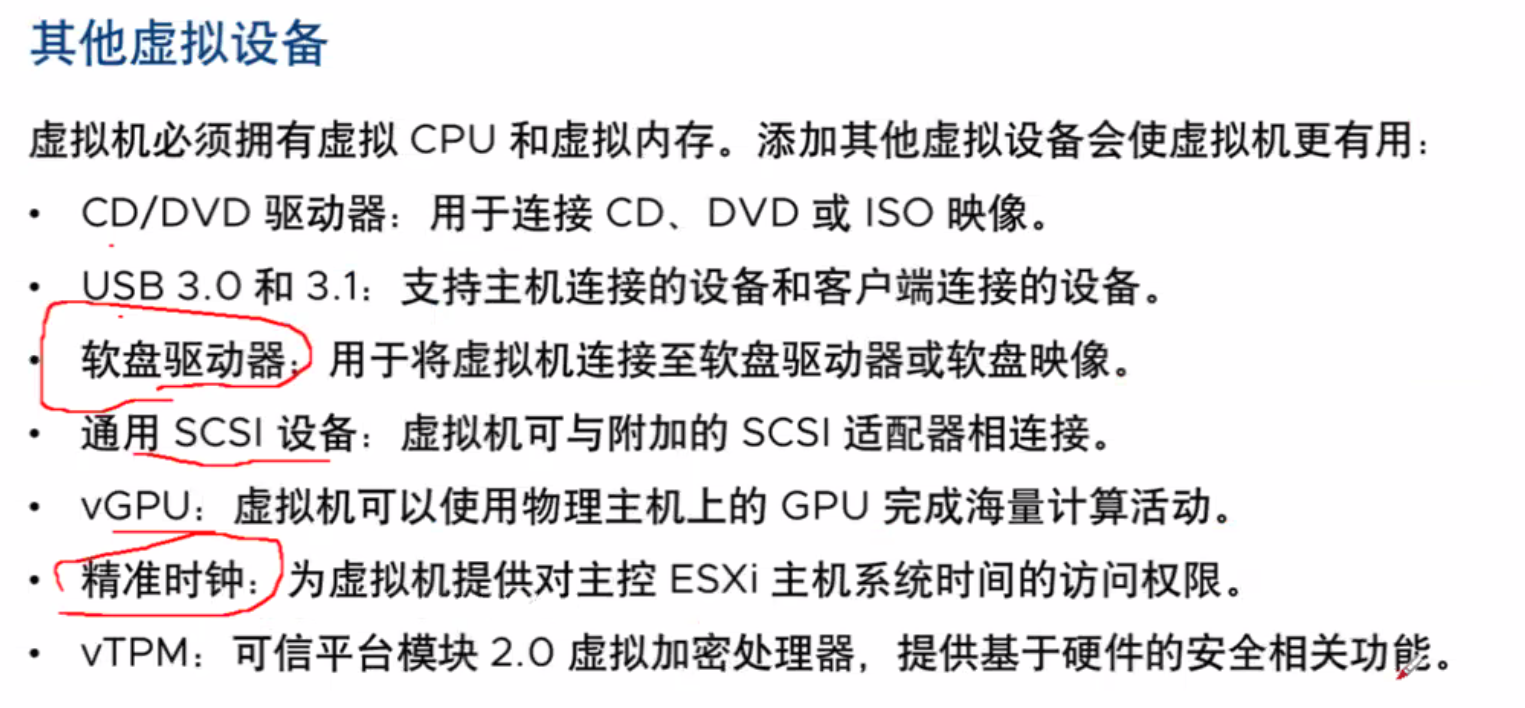 其他虚拟设备
虚拟机必须拥有虚拟 CPU 和虚拟内存。添加其他虚拟设备会使虚拟机更有用：
• CD/DVD 驱动器：用于连接 CD、DVD 或 ISO 映像。
• USB 3.0 和 3.1：支持主机连接的设备和客户端连接的设备。
• 软盘驱动器：用于将虚拟机连接至软盘驱动器或软盘映像。
• 通用 SCSI 设备：虚拟机可与附加的 SCSI 适配器相连接。
• vGPU：虚拟机可以使用物理主机上的 GPU 完成海量计算活动。
• 精准时钟：为虚拟机提供对主控 ESXi 主机系统时间的访问权限。
• vTPM：可信平台模块 2.0 虚拟加密处理器，提供基于硬件的安全相关功能。